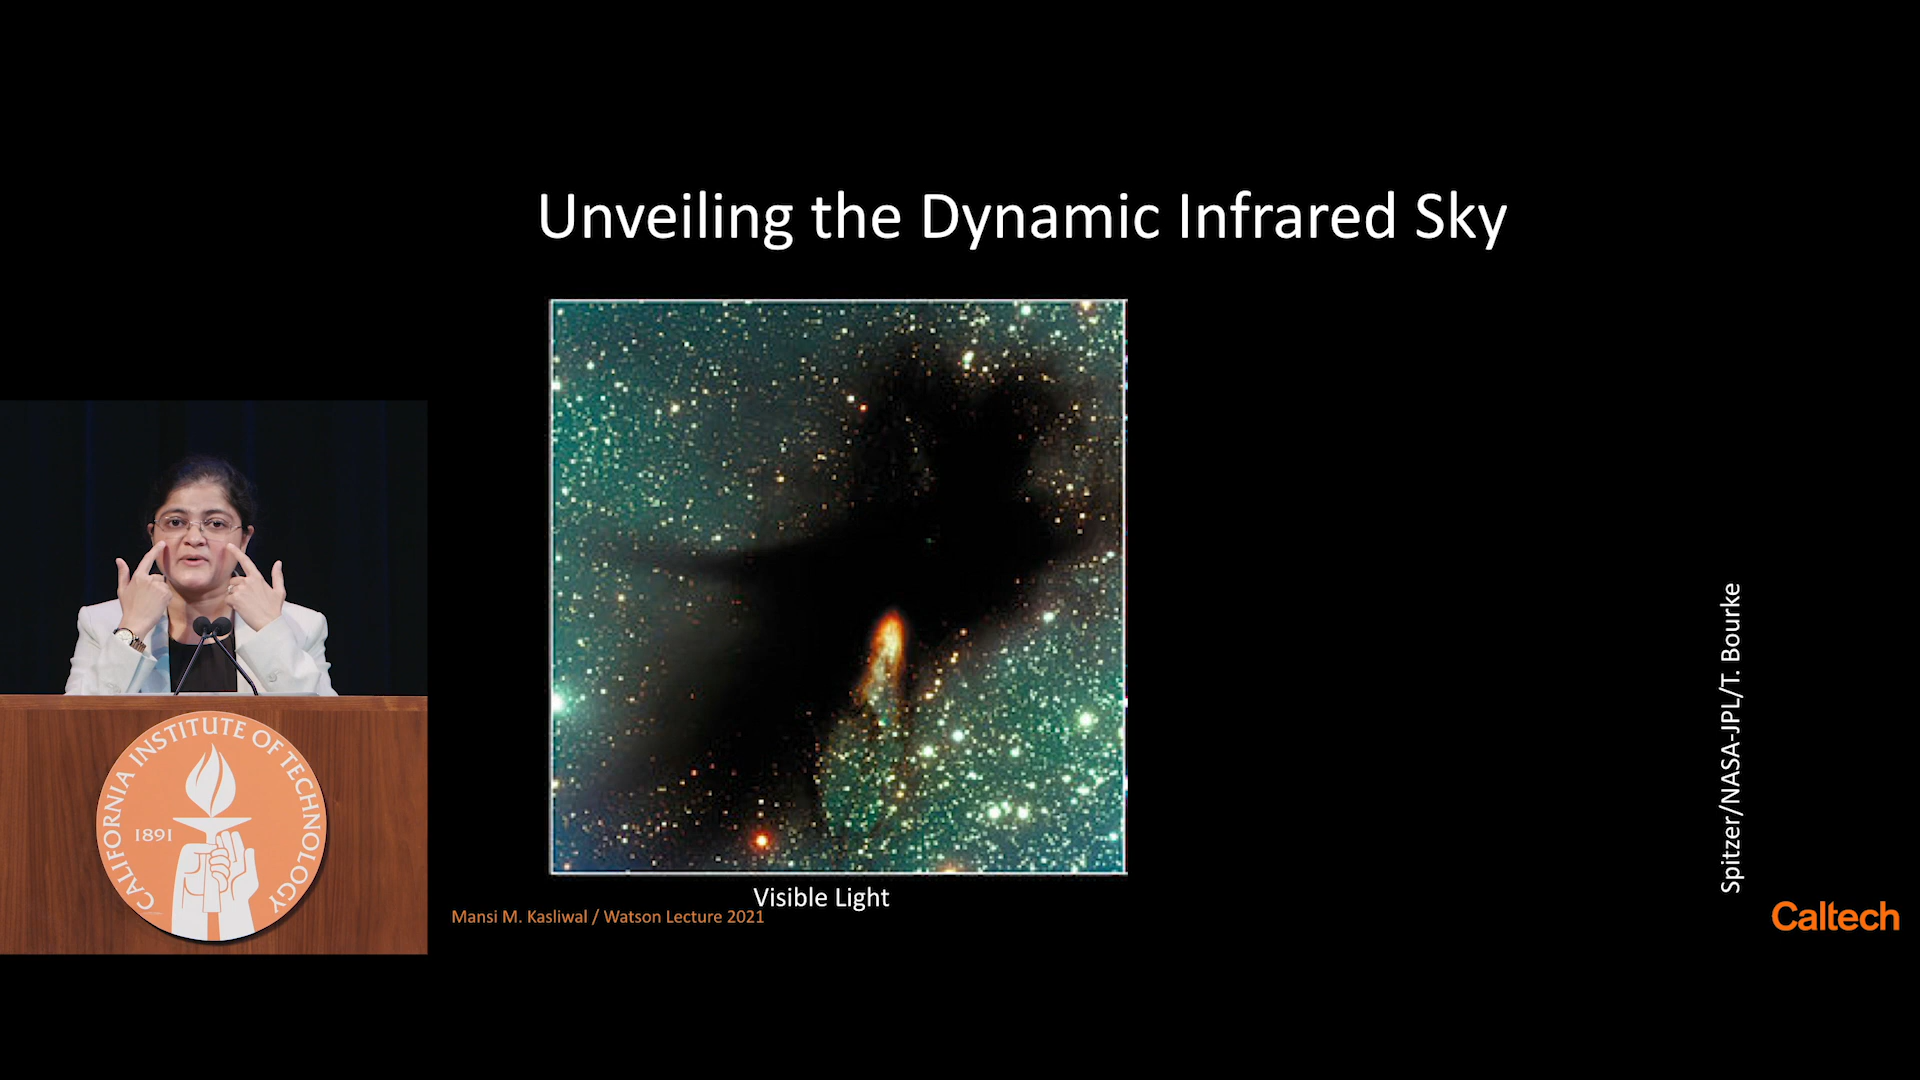 Unveiling the Dynamic Infrared Sky
CALIFORNIA INSTITUTE OF TECHNOLOGY
1891
Visible Light
Mansi M. Kasliwal / Watson Lecture 2021
Spitzer/NASA-JPL/T. Bourke
Caltech